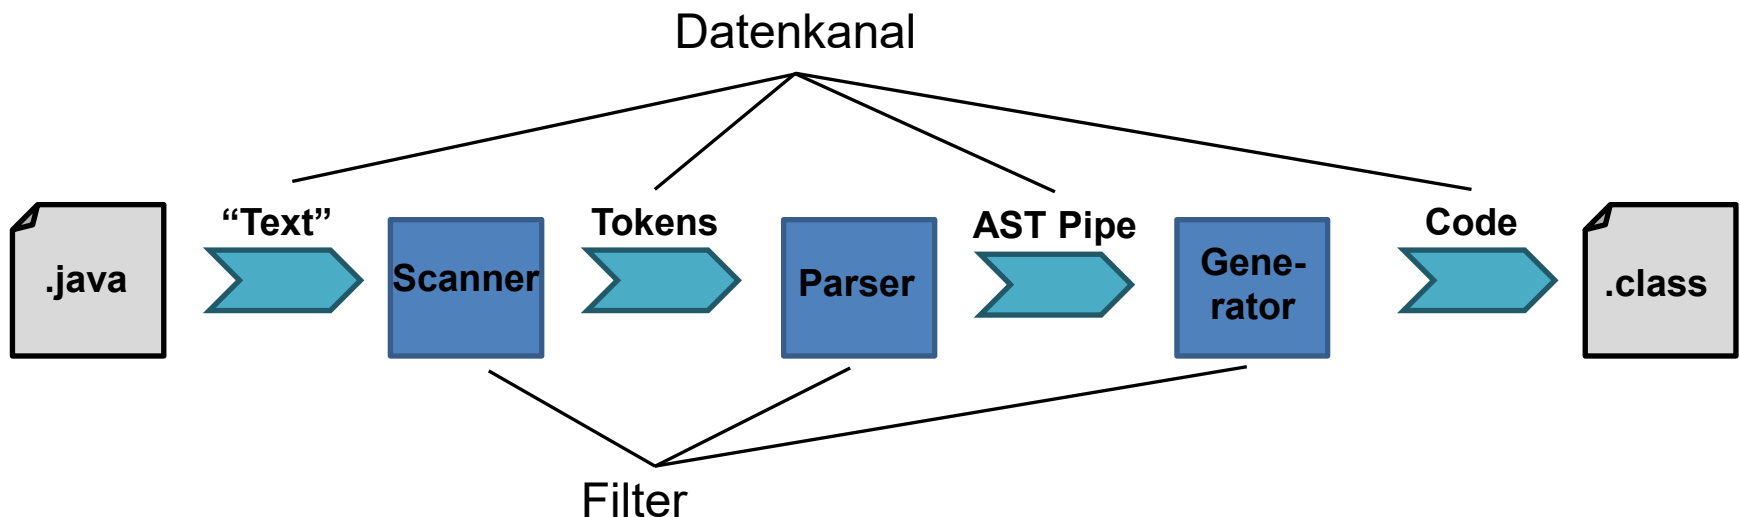 Datenkanal
“Text”
Tokens
AST Pipe
Code
.java
Scanner
Parser
Gene-
rator
.class
Filter